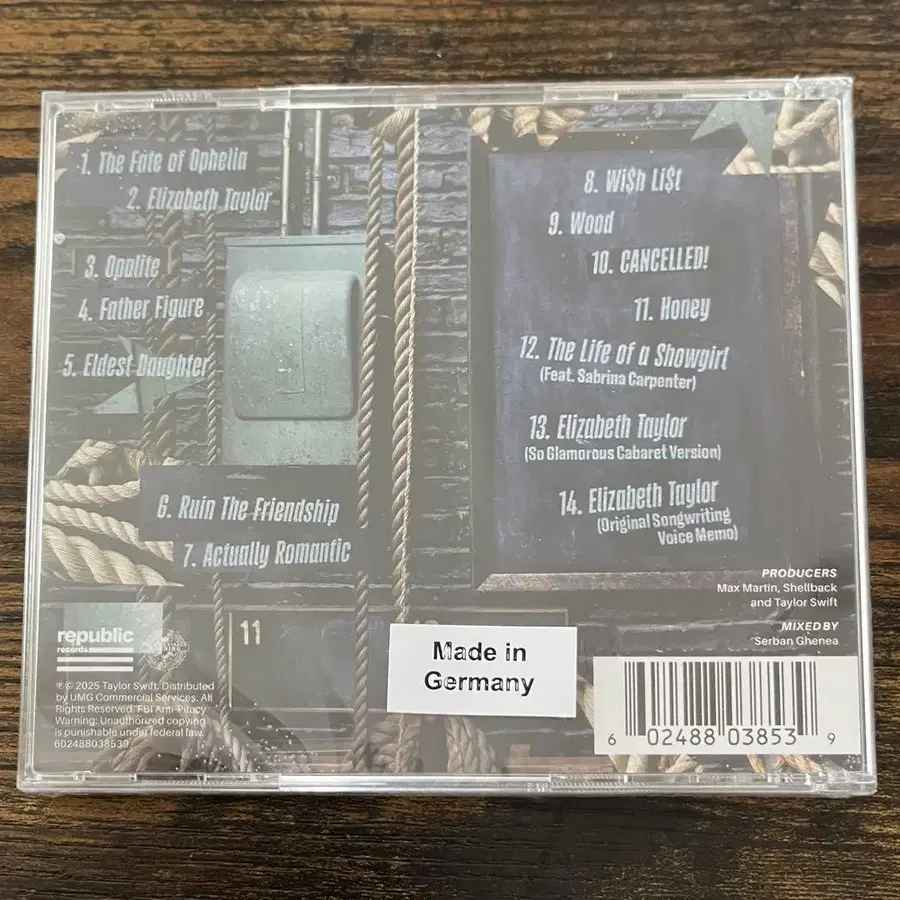 1. The Fate of Ophelia
2. Elizabeth Taylor
3. Opalite
4. Father Figure
5. Eldest Daughter
6. Ruin The Friendship
7. Actually Romantic
8. Wi$h Li$t
9. Wood
10. CANCELLED!
11. Honey
12. The Life of a Showgirl
(Feat. Sabrina Carpenter)
13. Elizabeth Taylor
(So Glamorous Cabaret Version)
14. Elizabeth Taylor
(Original Songwriting
Voice Memo)
PRODUCERS
Max Martin, Shellback
and Taylor Swift
MIXED BY
Serban Ghenea
11
republic
records
℗ © 2025 Taylor Swift. Distributed
by UMG Commercial Services. All
Rights Reserved. FBI Anti-Piracy
Warning: Unauthorized copying
is punishable under federal law.
602488038539
Made in
Germany
6 02488 03853 9